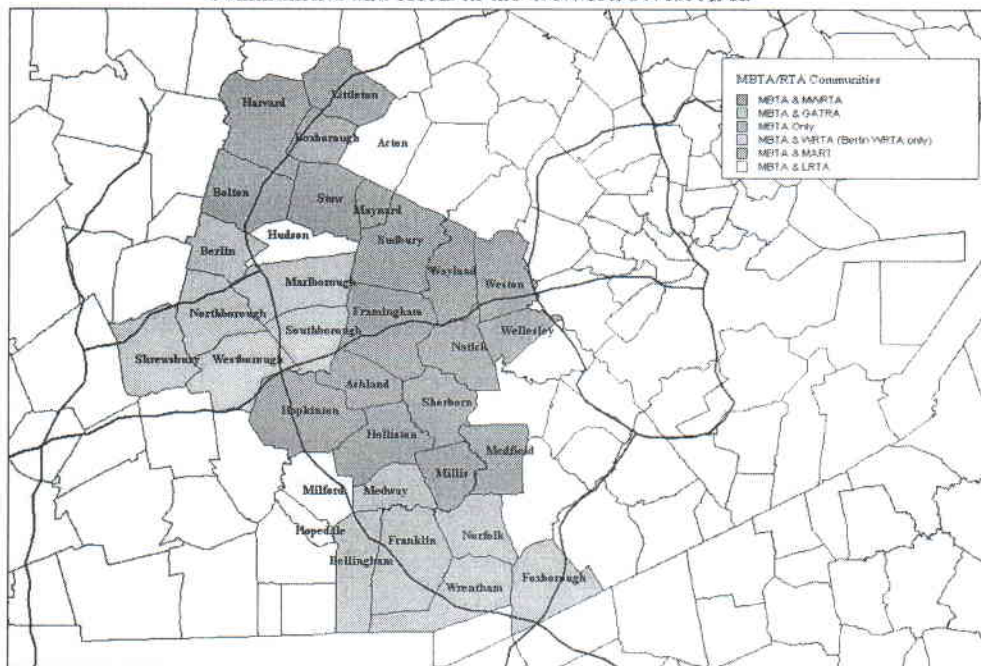 MBTA/RTA Communities
MBTA & MWRTA
MBTA & GATRA
MBTA Only
MBTA & WRTA (Berlin WRTA only)
MBTA & MART
MBTA & LRTA
Littleton
Harvard
Boxborough
Acton
Bolton
Stow
Maynard
Hudson
Sudbury
Berlin
Wayland
Marlborough
Weston
Northborough
Framingham
Southborough
Wellesley
Shrewsbury
Westborough
Natick
Ashland
Hopkinton
Sherborn
Holliston
Medfield
Millis
Milford
Medway
Hopedale
Franklin
Norfolk
Bellingham
Foxborough
Wrentham